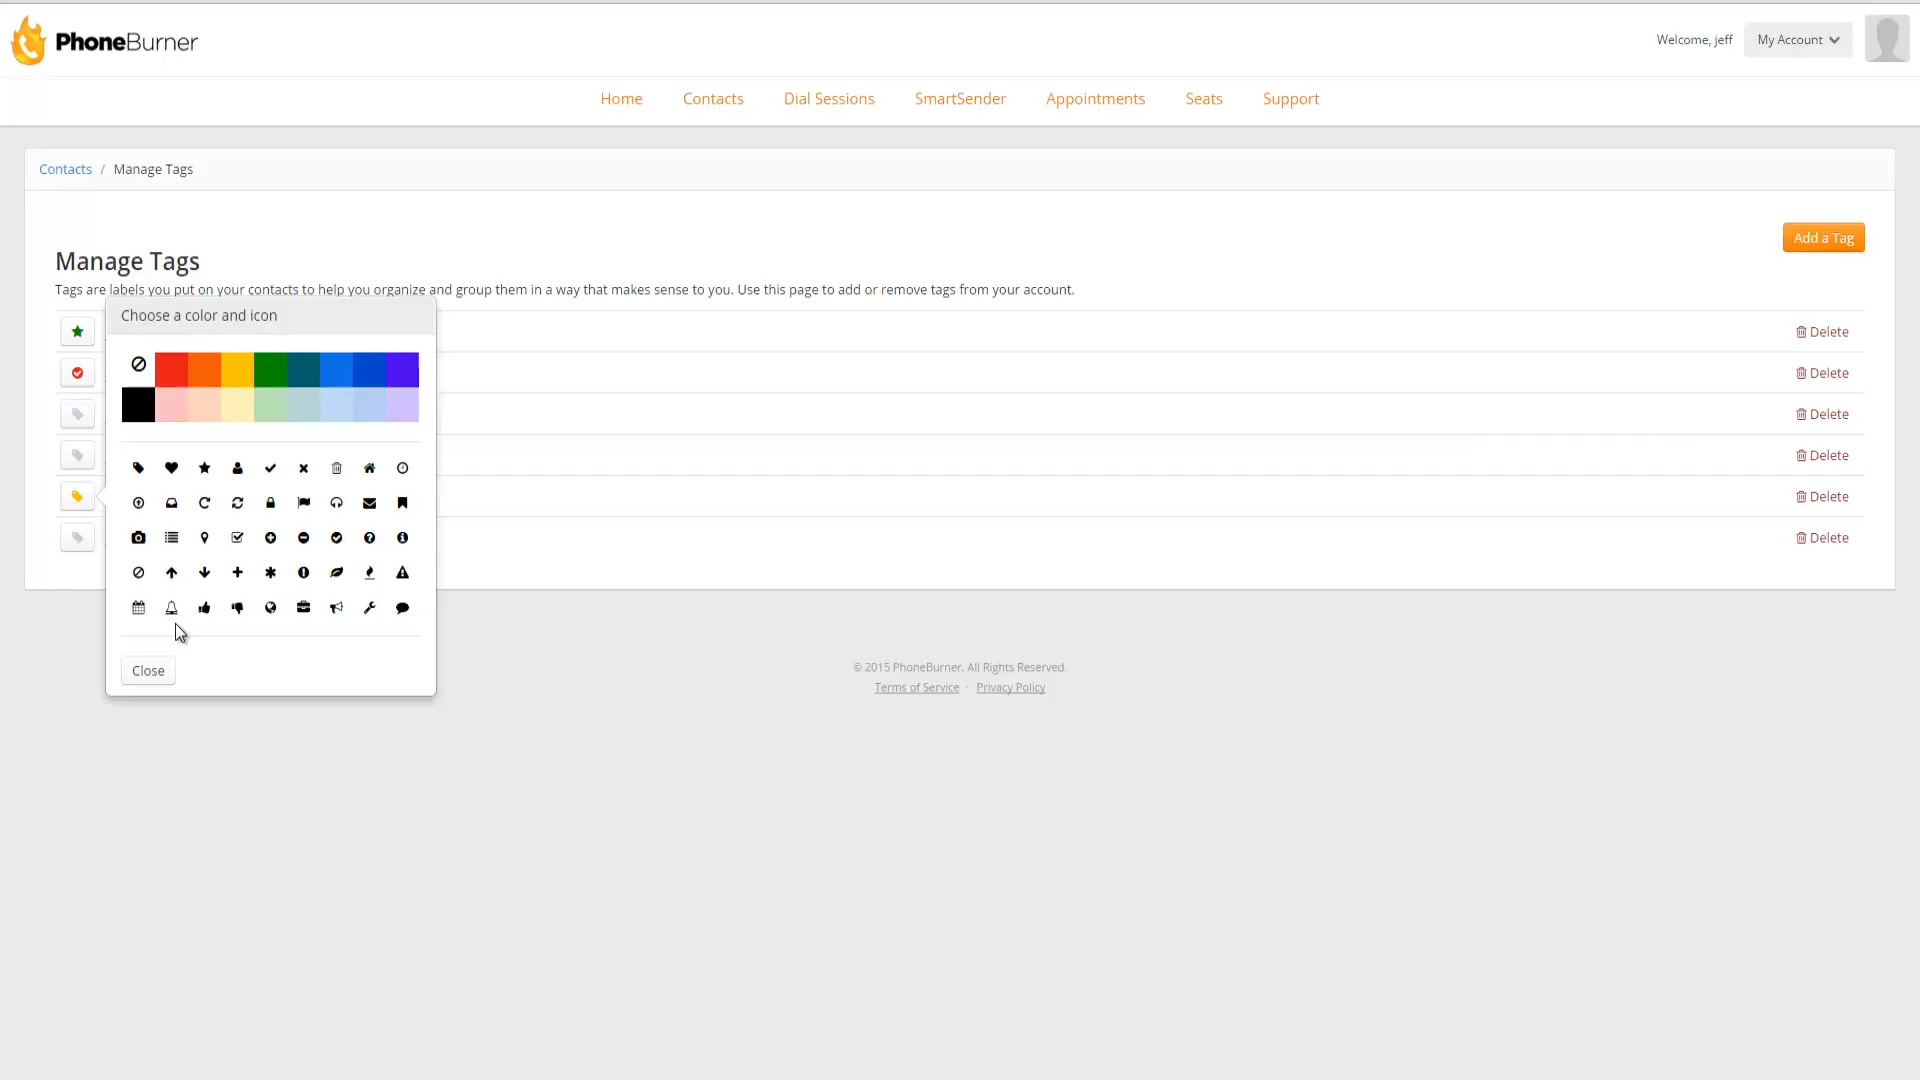 PhoneBurner
Welcome, jeff
My Account
Home
Contacts
Dial Sessions
SmartSender
Appointments
Seats
Support
Contacts / Manage Tags
Add a Tag
Manage Tags
Tags are labels you put on your contacts to help you organize and group them in a way that makes sense to you. Use this page to add or remove tags from your account.
Choose a color and icon
Delete
Delete
Delete
Delete
Delete
Delete
Close
© 2015 PhoneBurner. All Rights Reserved.
Terms of Service · Privacy Policy